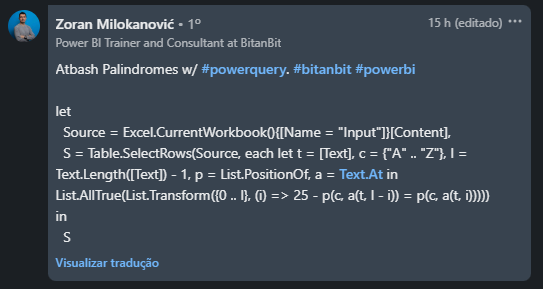 Zoran Milokanović • 1º
15 h (editado) •••
Power BI Trainer and Consultant at BitanBit
Atbash Palindromes w/ #powerquery. #bitanbit #powerbi
let
Source = Excel.CurrentWorkbook(){[Name = "Input"]}[Content],
S = Table.SelectRows(Source, each let t = [Text], c = {"A" .. "Z"}, l =
Text.Length([Text]) - 1, p = List.PositionOf, a = Text.At in
List.AllTrue(List.Transform({0 .. l}, (i) => 25 - p(c, a(t, l - i)) = p(c, a(t, i)))))
in
S
Visualizar tradução